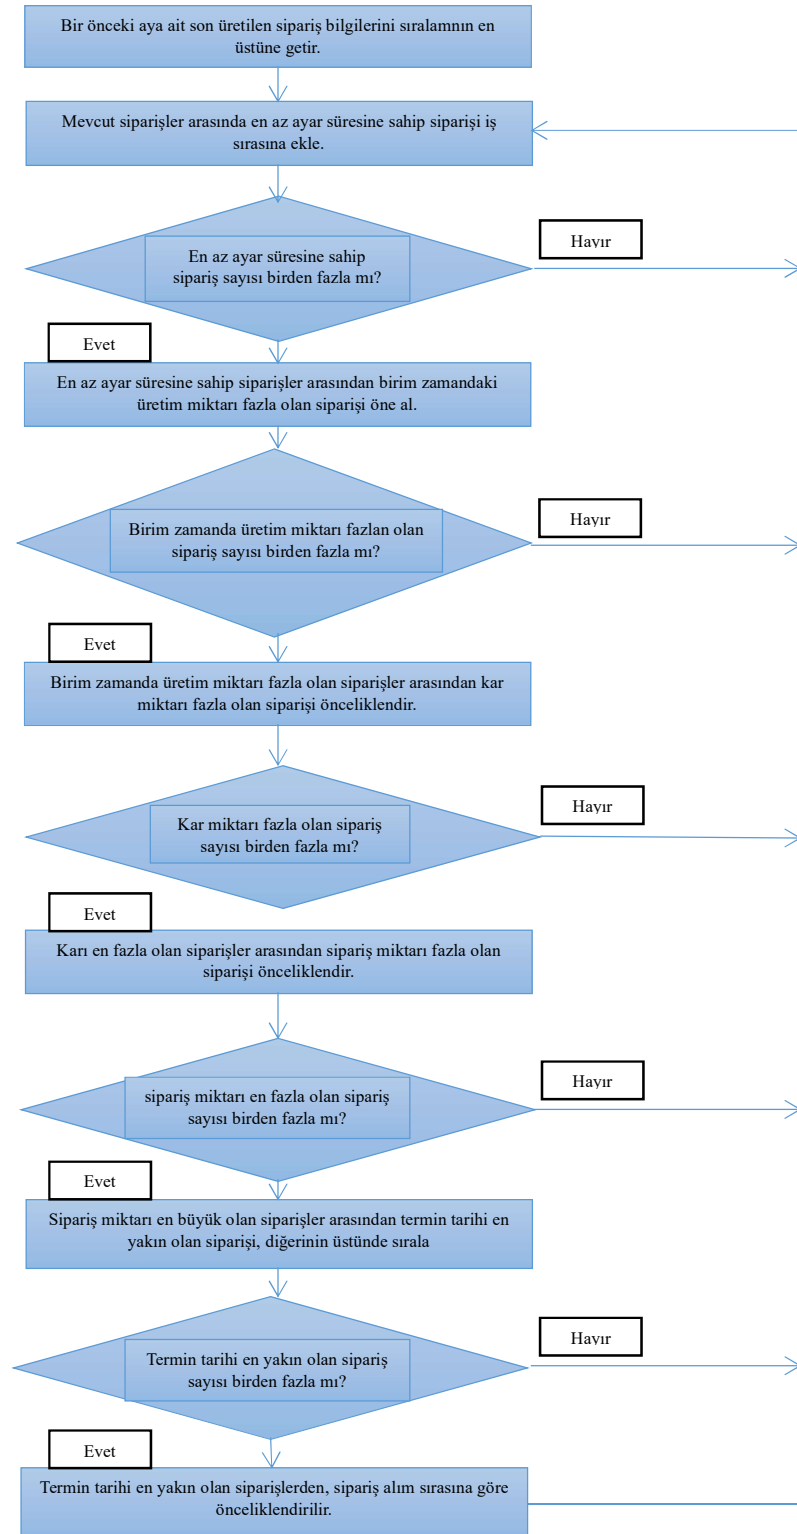 Bir önceki aya ait son üretilen sipariş bilgilerini sıralamnın en
üstüne getir.
Mevcut siparişler arasında en az ayar süresine sahip siparişi iş
sırasına ekle.
Hayır
En az ayar süresine sahip
sipariş sayısı birden fazla mı?
Evet
En az ayar süresine sahip siparişler arasından birim zamandaki
üretim miktarı fazla olan siparişi öne al.
Hayır
Birim zamanda üretim miktarı fazlan olan
sipariş sayısı birden fazla mı?
Evet
Birim zamanda üretim miktarı fazla olan siparişler arasından kar
miktarı fazla olan siparişi önceliklendir.
Hayır
Kar miktarı fazla olan sipariş
sayısı birden fazla mı?
Evet
Karı en fazla olan siparişler arasından sipariş miktarı fazla olan
siparişi önceliklendir.
Hayır
sipariş miktarı en fazla olan sipariş
sayısı birden fazla mı?
Evet
Sipariş miktarı en büyük olan siparişler arasından termin tarihi en
yakın olan siparişi, diğerinin üstünde sırala
Hayır
Termin tarihi en yakın olan sipariş
sayısı birden fazla mı?
Evet
Termin tarihi en yakın olan siparişlerden, sipariş alım sırasına göre
önceliklendirilir.